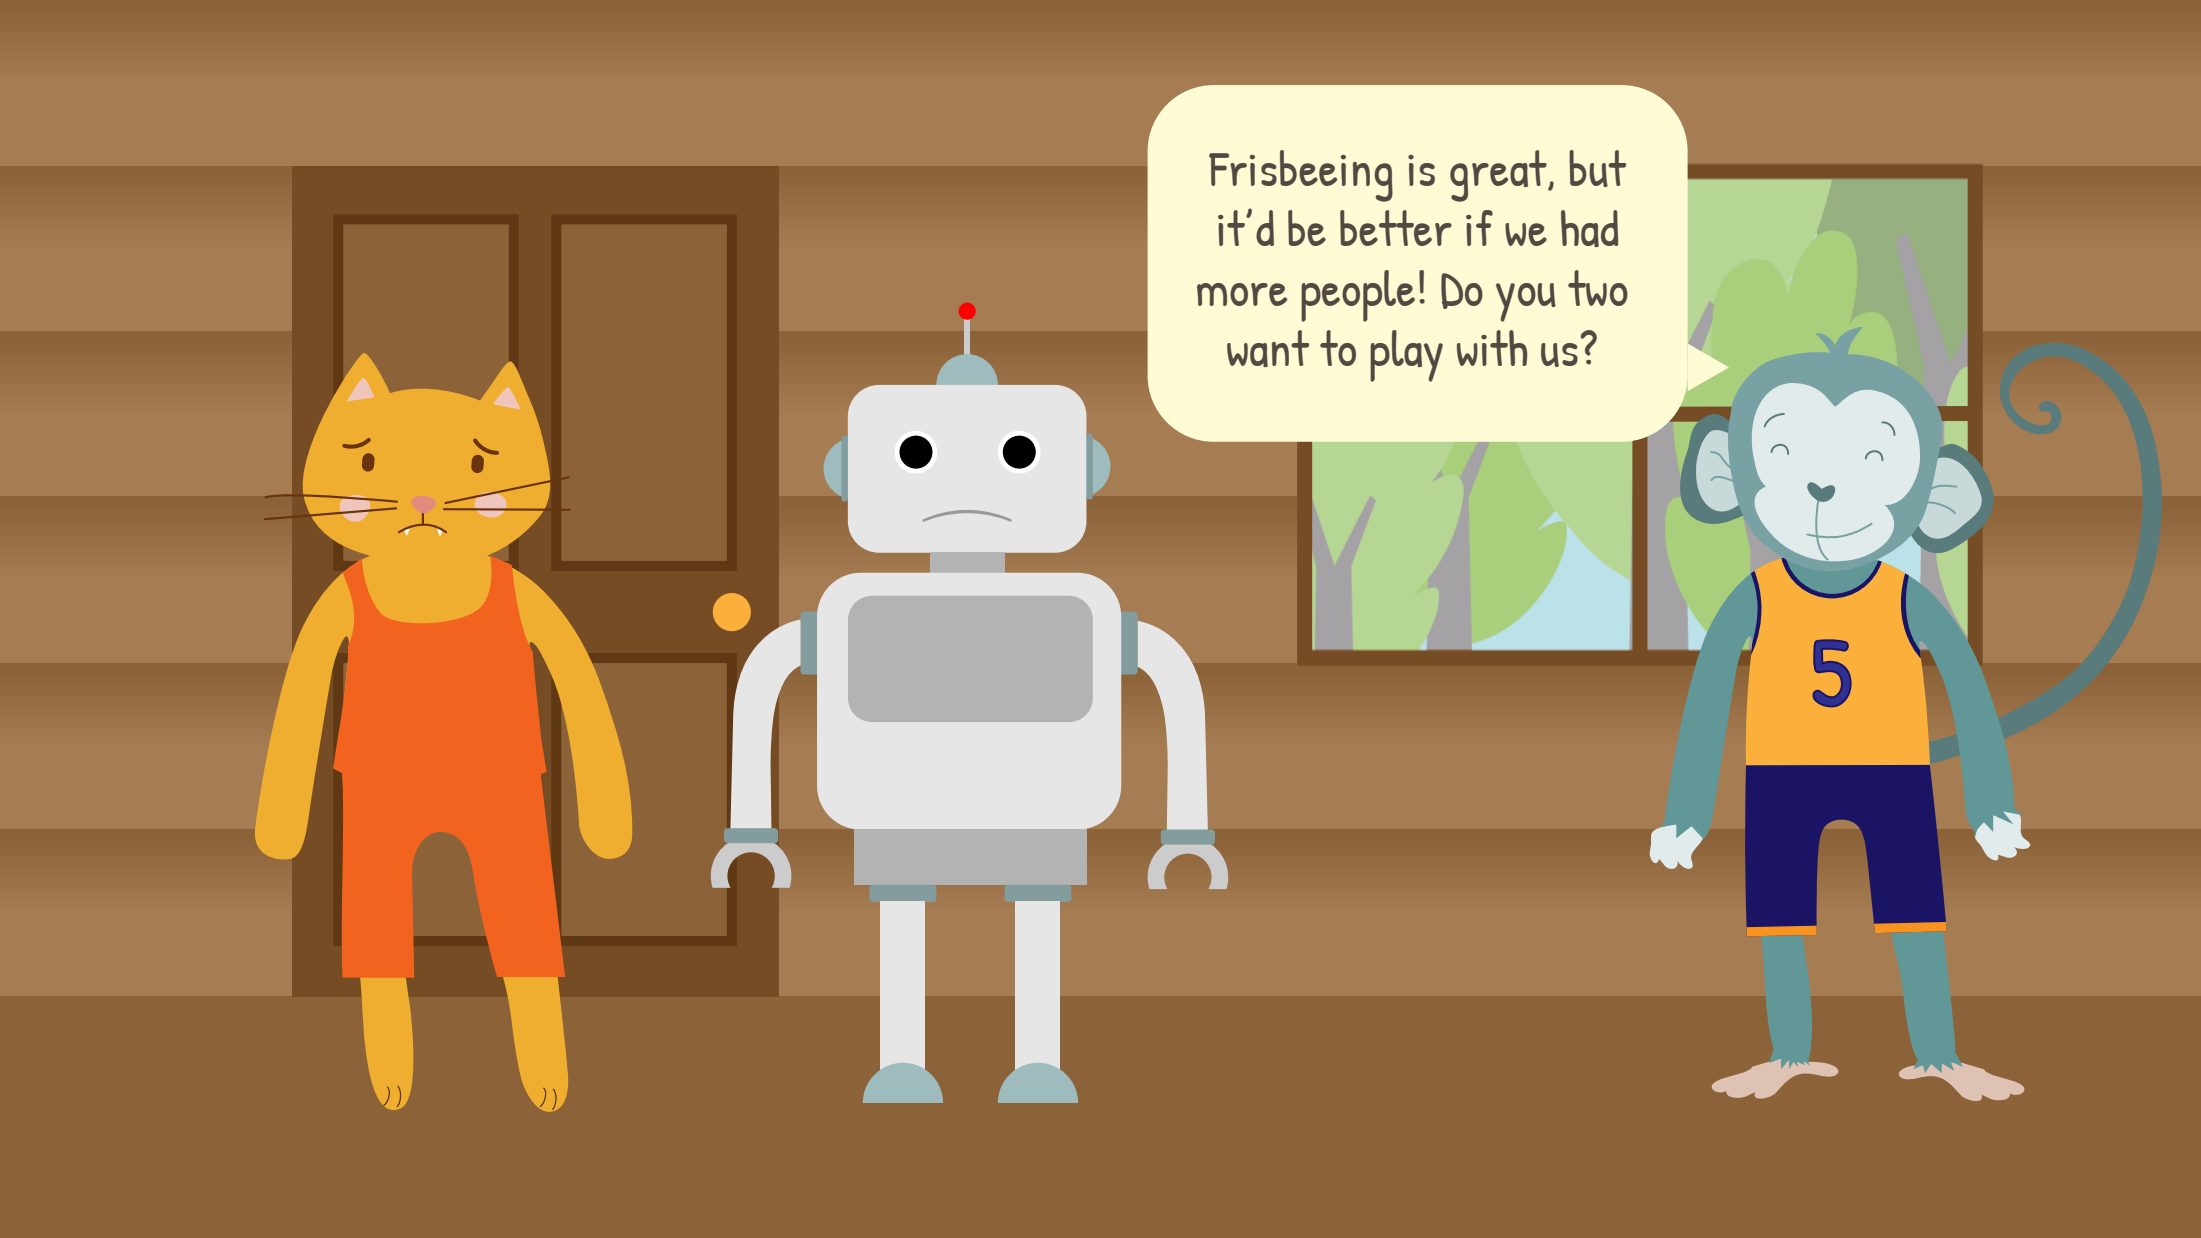 Frisbeeing is great, but
it'd be better if we had
more people! Do you two
want to play with us?
5